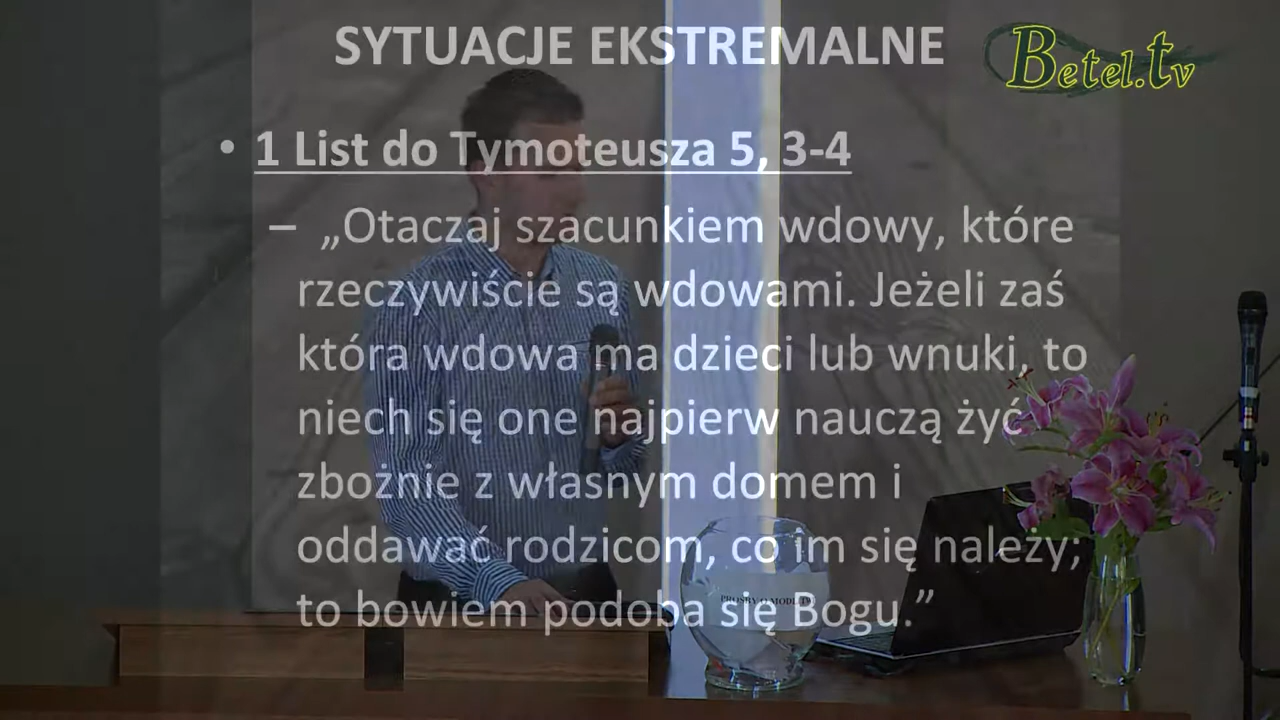 SYTUACJE EKSTREMALNE
Betel.tv
• 1 List do Tymoteusza 5, 3-4
– „Otaczaj szacunkiem wdowy, które
rzeczywiście są wdowami. Jeżeli zaś
która wdowa ma dzieci lub wnuki, to
niech się one najpierw nauczą żyć
zbożnie z własnym domem i
oddawać rodzicom, co im się należy;
to bowiem podoba się Bogu.”
PROŚBY O MODLITWĘ